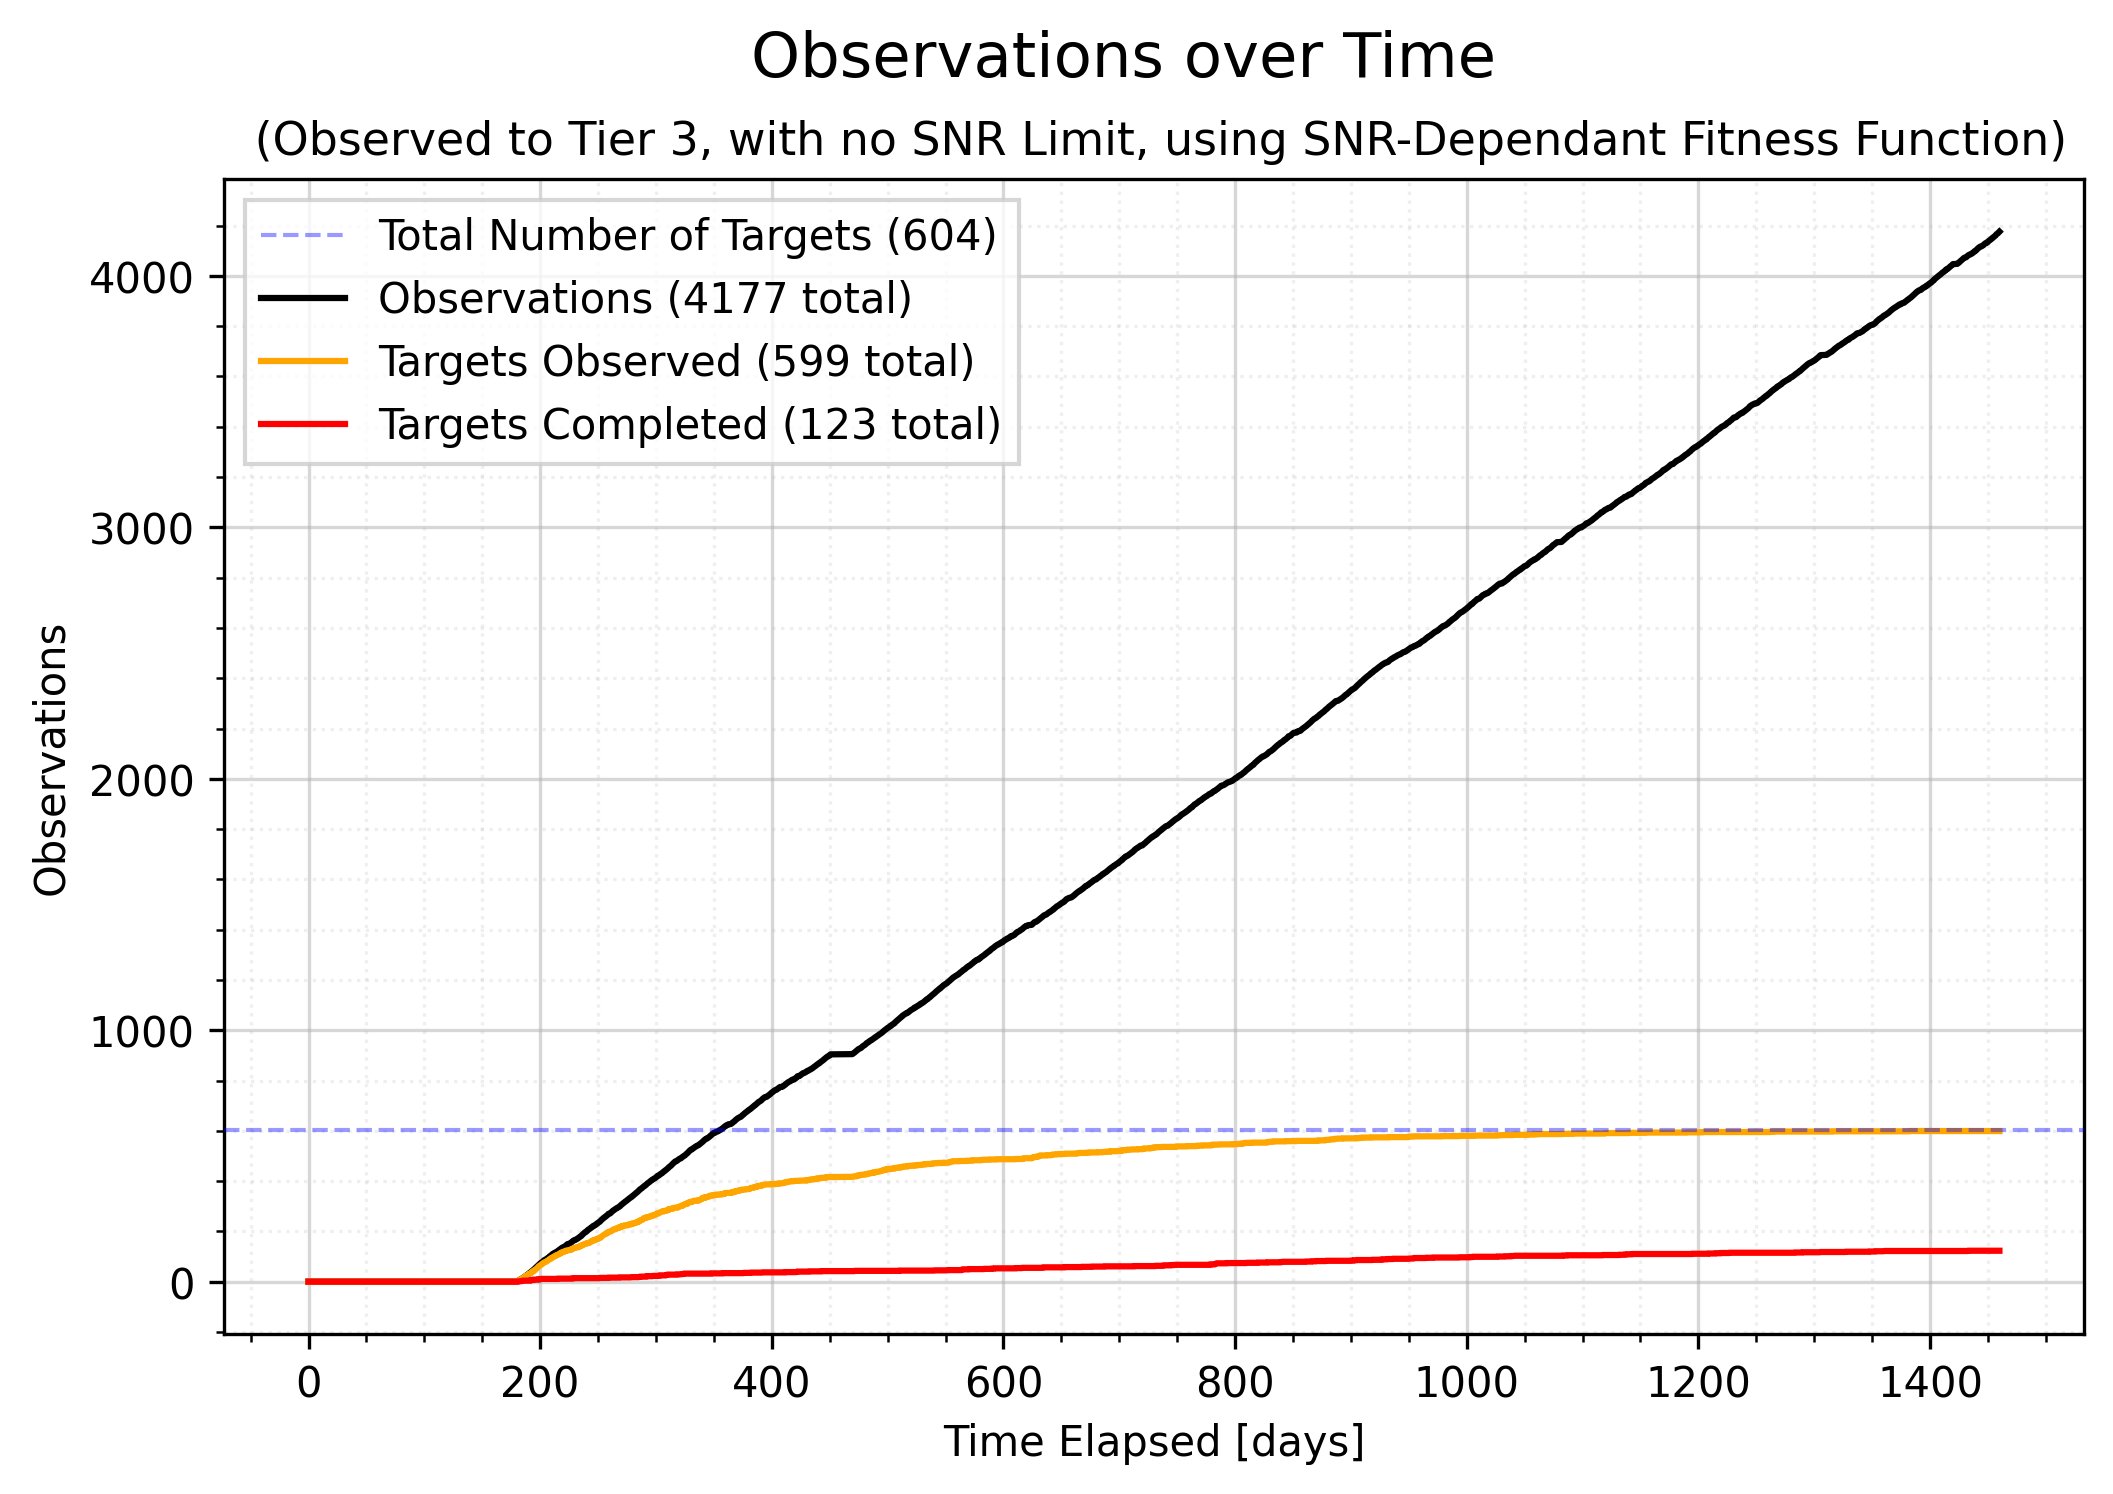 Observations over Time
(Observed to Tier 3, with no SNR Limit, using SNR-Dependant Fitness Function)
Total Number of Targets (604)
Observations (4177 total)
Targets Observed (599 total)
Targets Completed (123 total)
4000
3000
2000
1000
0
Observations
0 200 400 600 800 1000 1200 1400
Time Elapsed [days]